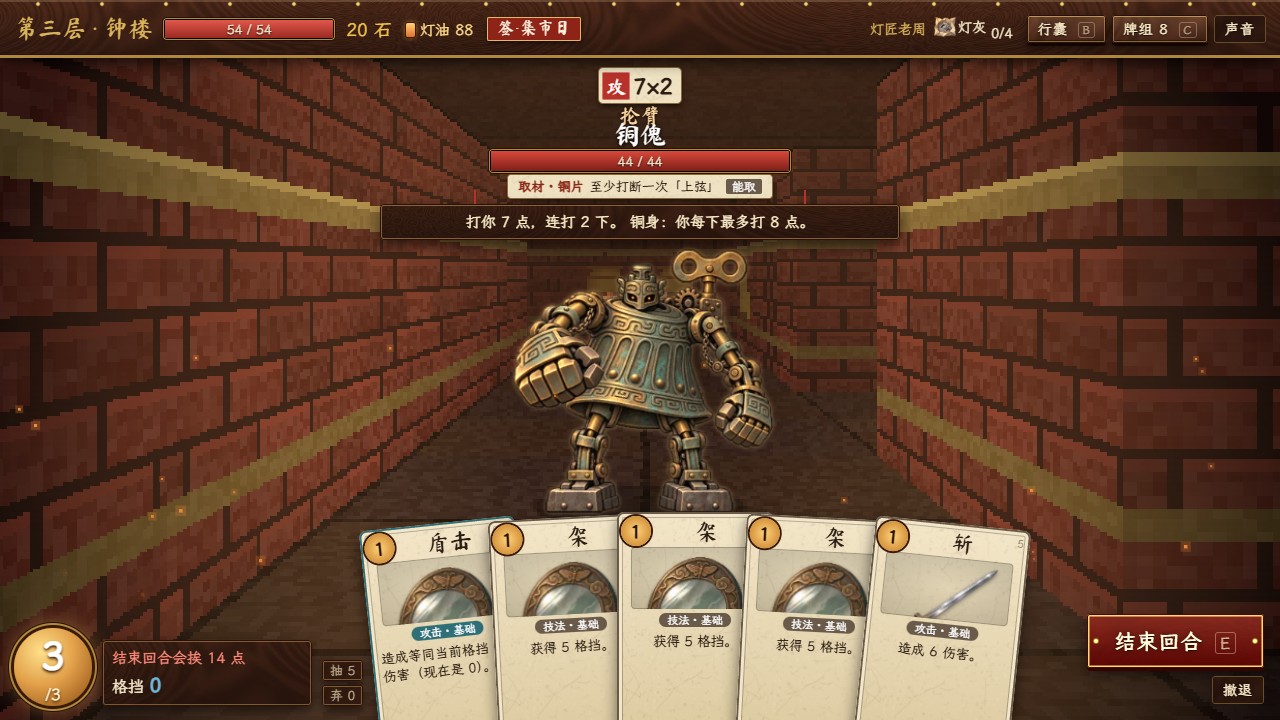 第三层·钟楼
54 / 54
20 石
灯油 88
签·集市日
灯匠老周
灯灰 0/4
行囊 B
牌组 8 C
声音
攻 7×2
抡臂
铜傀
44 / 44
取材·铜片 至少打断一次「上弦」 能取
打你 7 点，连打 2 下。 铜身：你每下最多打 8 点。
1 盾击
攻击·基础
造成等同当前格挡
伤害（现在是 0）。
1 架
技法·基础
获得 5 格挡。
1 架
技法·基础
获得 5 格挡。
1 架
技法·基础
获得 5 格挡。
1 斩 5
攻击·基础
造成 6 伤害。
3
/3
结束回合会挨 14 点
格挡 0
抽 5
弃 0
结束回合 E
撤退